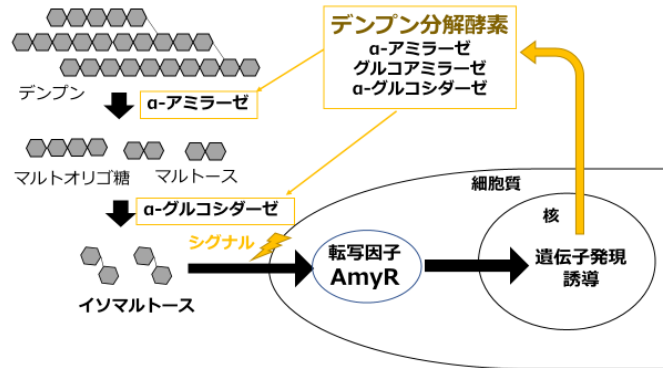 デンプン分解酵素
α-アミラーゼ
グルコアミラーゼ
α-グルコシダーゼ
デンプン
α-アミラーゼ
マルトオリゴ糖
マルトース
α-グルコシダーゼ
細胞質
核
シグナル
転写因子
AmyR
遺伝子発現
誘導
イソマルトース